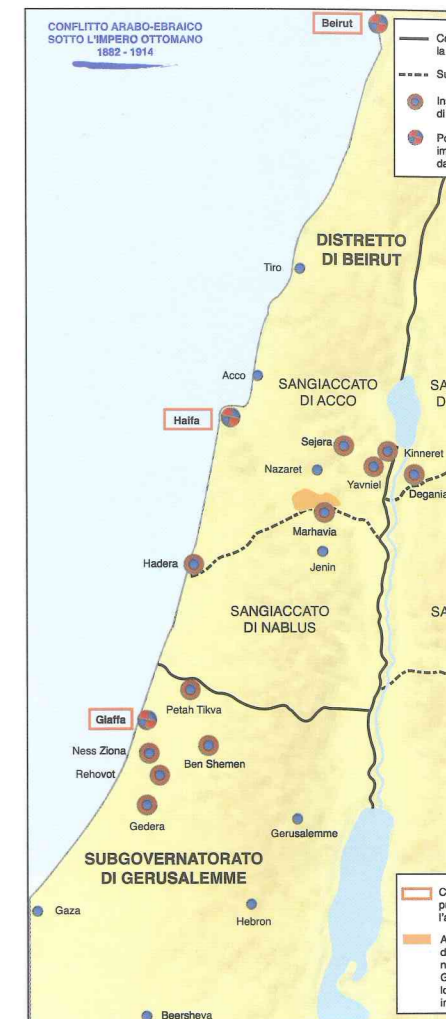 CONFLITTO ARABO-EBRAICO
SOTTO L'IMPERO OTTOMANO
1882 - 1914
Beirut
la
di
DISTRETTO
DI BEIRUT
Tiro
Acco
SANGIACCATO
DI ACCO
Haifa
Sejera
Kinneret
Nazaret
Yavniel
Degania
Marhavia
Hadera
Jenin
SANGIACCATO
DI NABLUS
Petah Tikva
Giaffa
Ness Ziona
Ben Shemen
Rehovot
Gedera
Gerusalemme
SUBGOVERNATORATO
DI GERUSALEMME
Gaza
Hebron
Beersheva